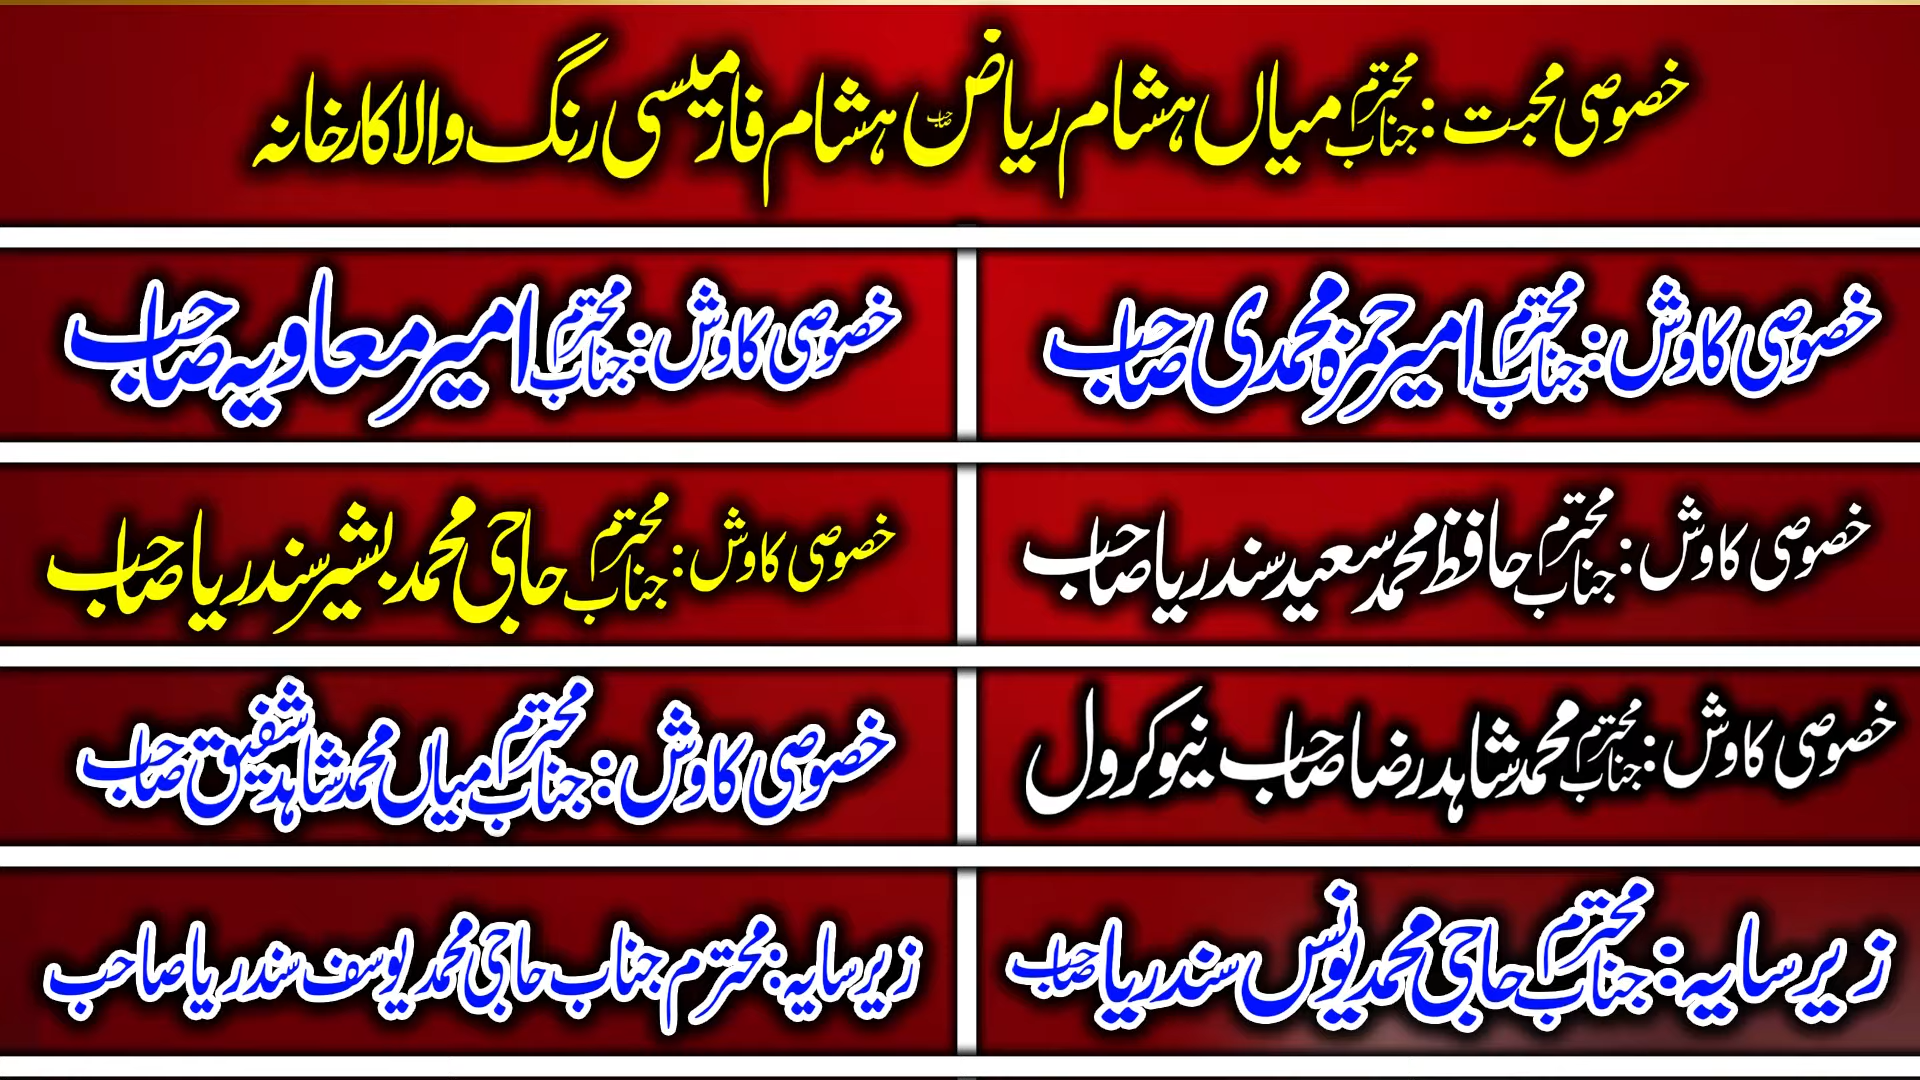 خصوصی محبت : محترم جناب میاں ہشام ریاض صاحب ہشام فارمیسی رنگ والا کارخانہ
خصوصی کاوش : محترم جناب امیر حمزہ محمدی صاحب
خصوصی کاوش : محترم جناب امیر معاویہ صاحب
خصوصی کاوش : محترم جناب حافظ محمد سعید سندریا صاحب
خصوصی کاوش : محترم جناب حاجی محمد بشیر سندریا صاحب
خصوصی کاوش : محترم جناب محمد شاہد رضا صاحب نیو کرول
خصوصی کاوش : محترم جناب میاں محمد شاہد شفیق صاحب
زیر سایہ : محترم جناب حاجی محمد یونس سندریا صاحب
زیر سایہ : محترم جناب حاجی محمد یوسف سندریا صاحب